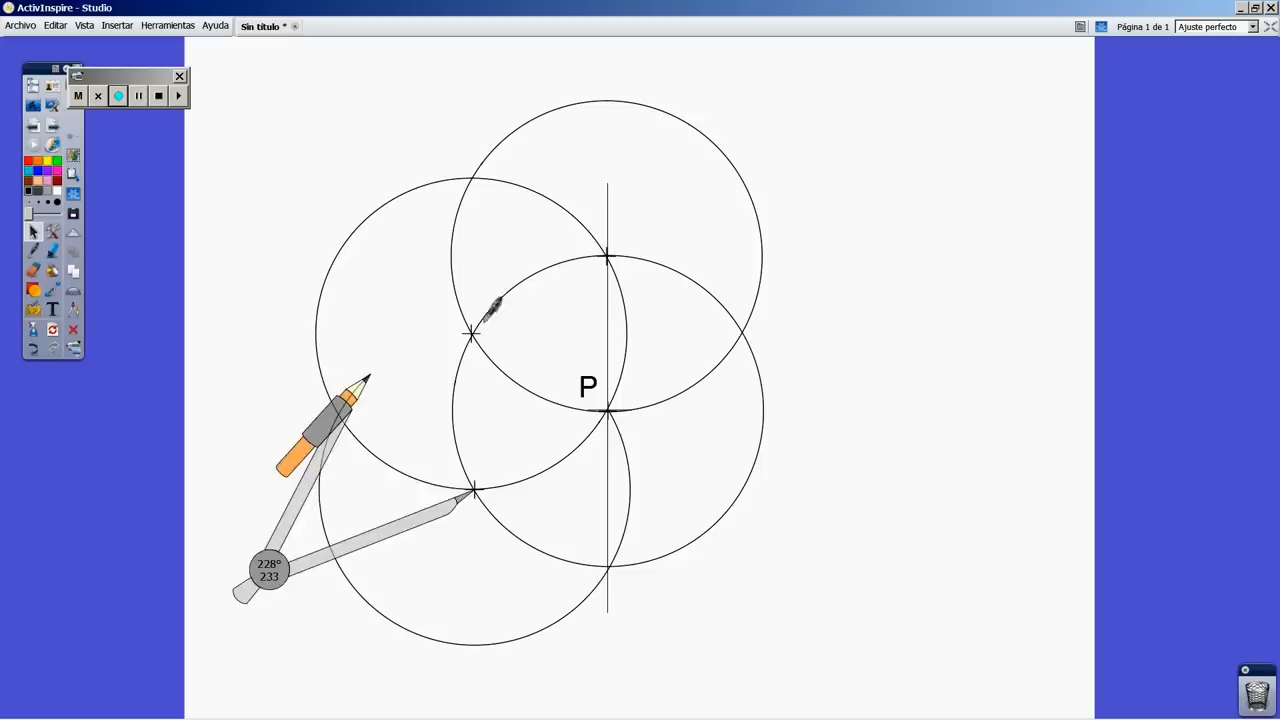 ActivInspire - Studio
Archivo Editar Vista Insertar Herramientas Ayuda Sin título *
Página 1 de 1 Ajuste perfecto
M
T
P
228°
233